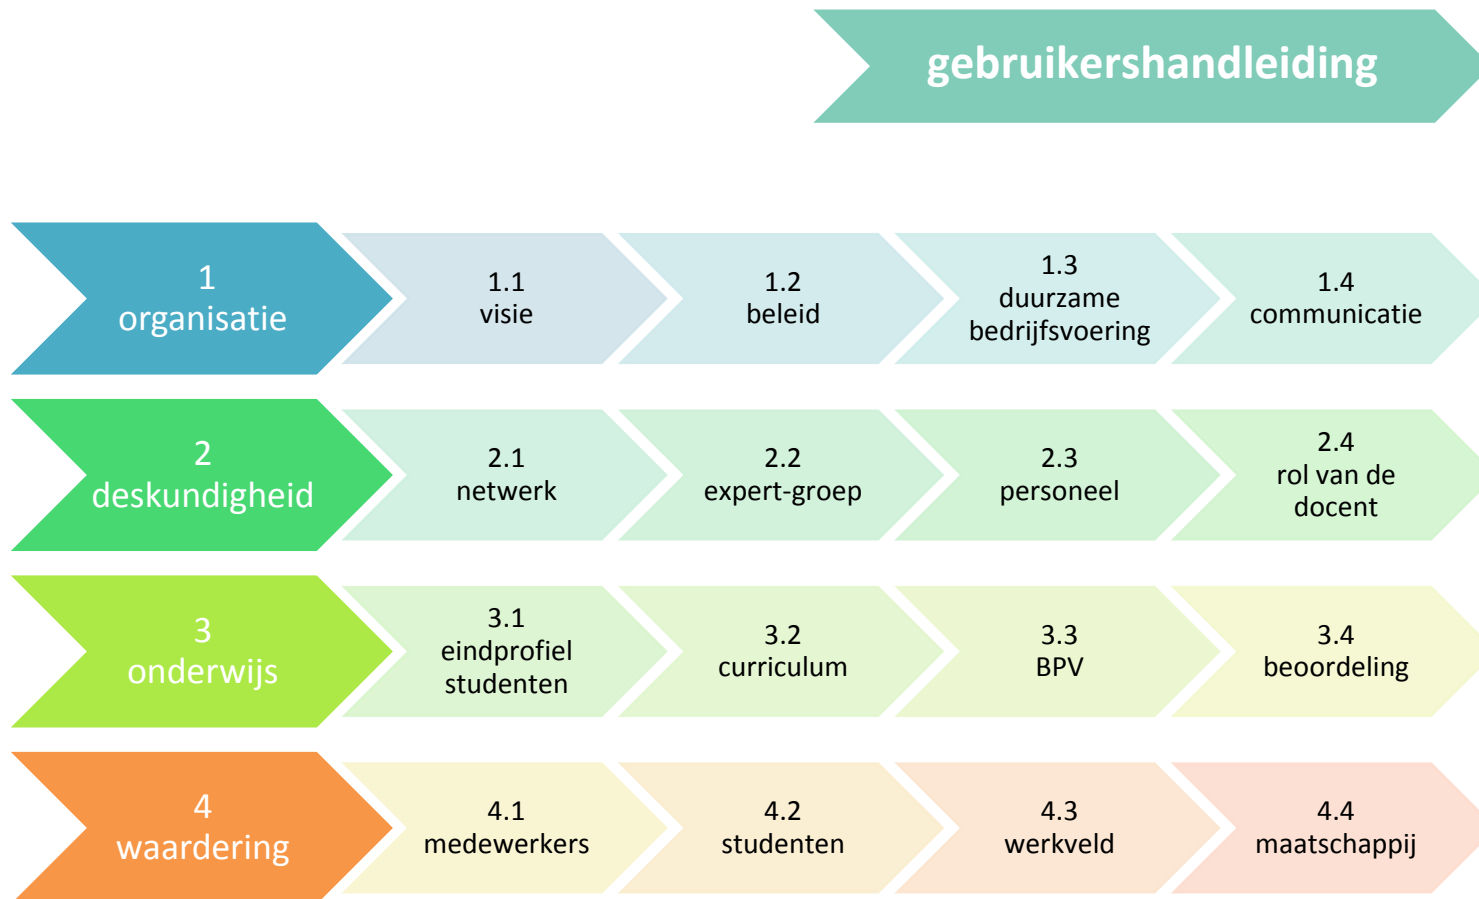 gebruikershandleiding
1
organisatie
1.1
visie
1.2
beleid
1.3
duurzame
bedrijfsvoering
1.4
communicatie
2
deskundigheid
2.1
netwerk
2.2
expert-groep
2.3
personeel
2.4
rol van de
docent
3
onderwijs
3.1
eindprofiel
studenten
3.2
curriculum
3.3
BPV
3.4
beoordeling
4
waardering
4.1
medewerkers
4.2
studenten
4.3
werkveld
4.4
maatschappij